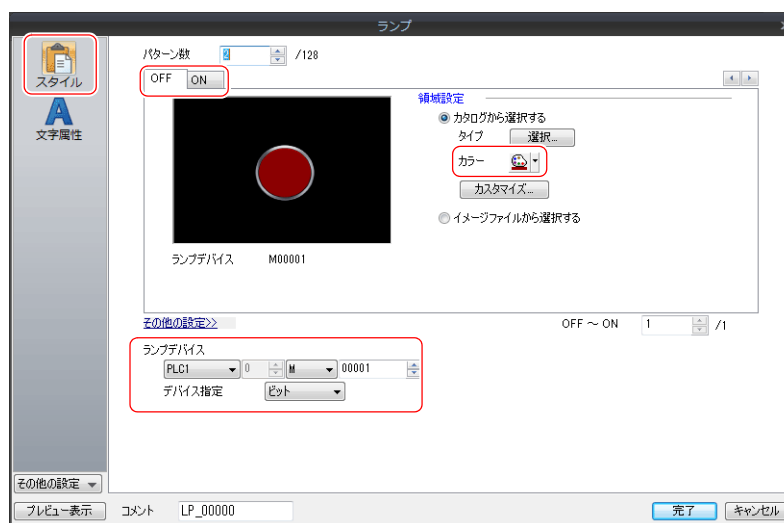 ランプ
スタイル
文字属性
パターン数 2 /128
OFF ON
領域設定
カタログから選択する
タイプ 選択...
カラー
カスタマイズ...
イメージファイルから選択する
ランプデバイス M00001
その他の設定>>
OFF ～ ON 1 /1
ランプデバイス
PLC1 0 M 00001
デバイス指定 ビット
その他の設定
プレビュー表示 コメント LP_00000 完了 キャンセル